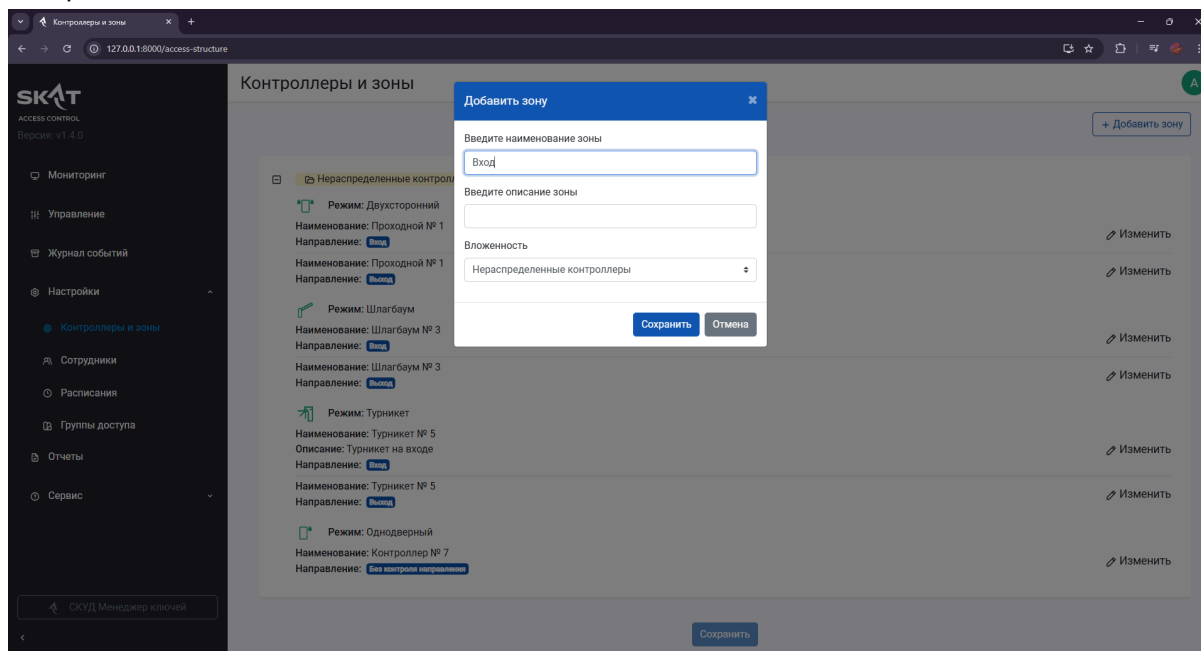 Контроллеры и зоны
127.0.0.1:8000/access-structure
SKAT
ACCESS CONTROL
Версия: v1.4.0
Мониторинг
Управление
Журнал событий
Настройки
Контроллеры и зоны
Сотрудники
Расписания
Группы доступа
Отчеты
Сервис
СКУД Менеджер ключей
Контроллеры и зоны
A
+ Добавить зону
Нераспределенные контролл
Режим: Двухсторонний
Наименование: Проходной № 1
Направление: Вход
Изменить
Наименование: Проходной № 1
Направление: Выход
Изменить
Режим: Шлагбаум
Наименование: Шлагбаум № 3
Направление: Вход
Изменить
Наименование: Шлагбаум № 3
Направление: Выход
Изменить
Режим: Турникет
Наименование: Турникет № 5
Описание: Турникет на входе
Направление: Вход
Изменить
Наименование: Турникет № 5
Направление: Выход
Изменить
Режим: Однодверный
Наименование: Контроллер № 7
Направление: Без контроля направления
Изменить
Сохранить
Добавить зону
Введите наименование зоны
Вход
Введите описание зоны
Вложенность
Нераспределенные контроллеры
Сохранить
Отмена